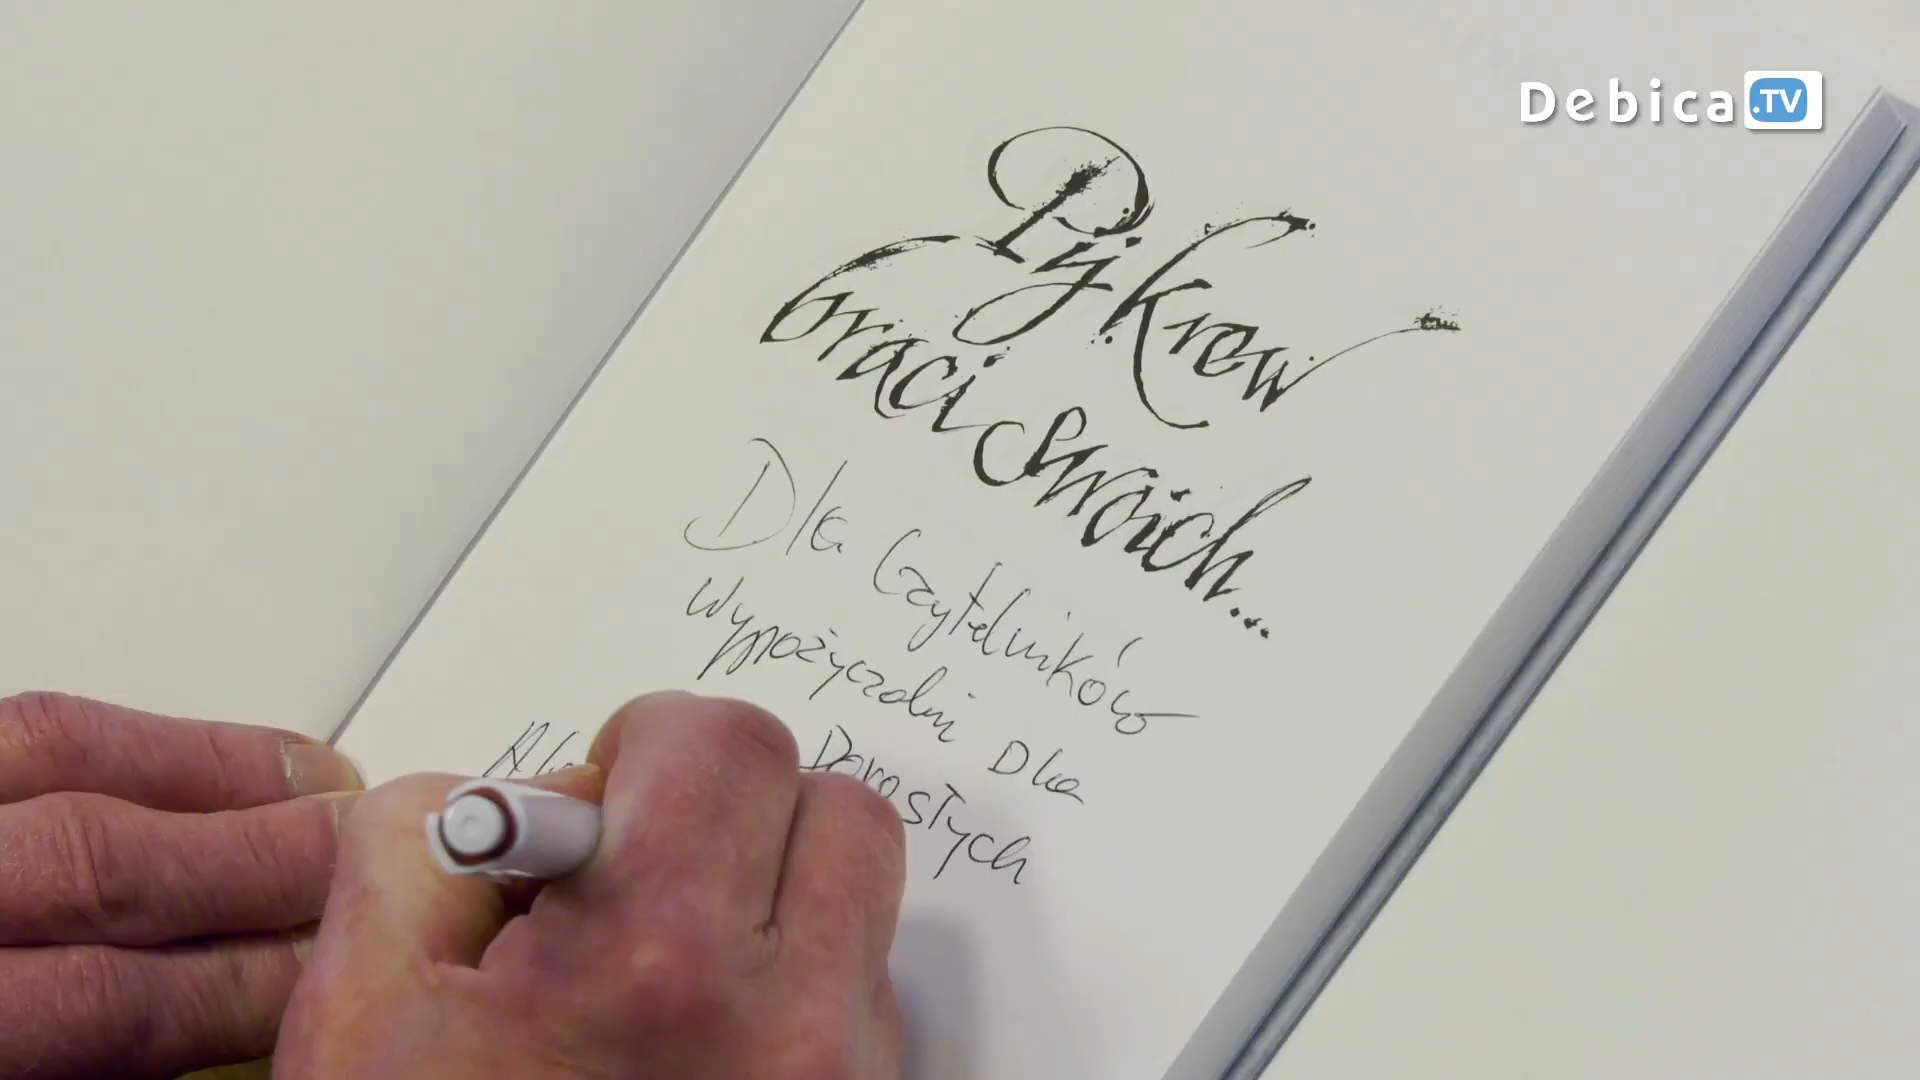 Debica.TV
Pij krew
braci swoich...
Dla Czytelników
Wypożyczalni Dla
Dorosłych